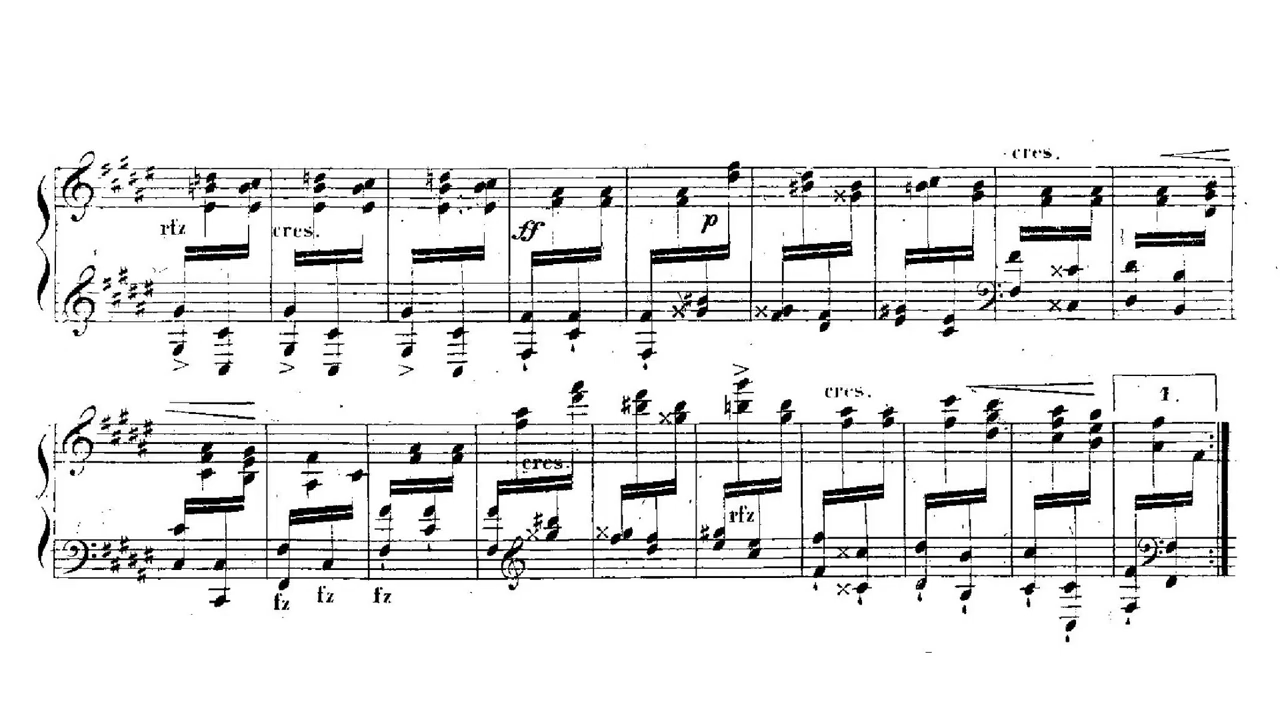 cres.
rfz cres. ff p
cres.
cres.
rfz
fz fz fz
1.